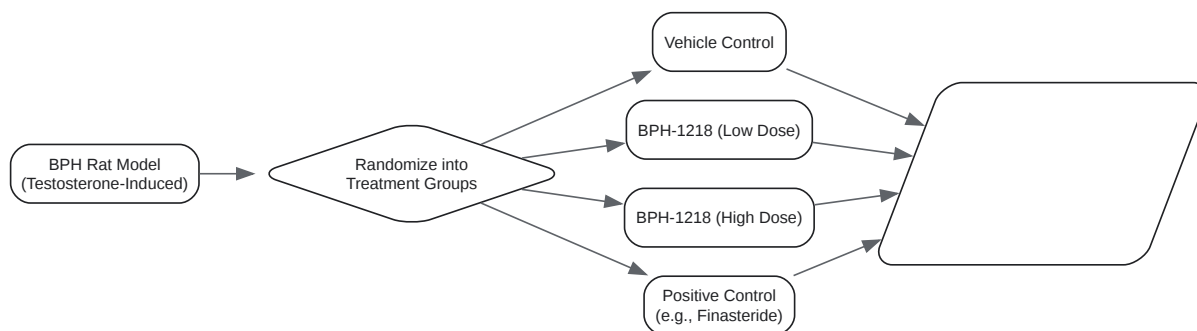 BPH Rat Model
(Testosterone-Induced)
Randomize into
Treatment Groups
Vehicle Control
BPH-1218 (Low Dose)
BPH-1218 (High Dose)
Positive Control
(e.g., Finasteride)